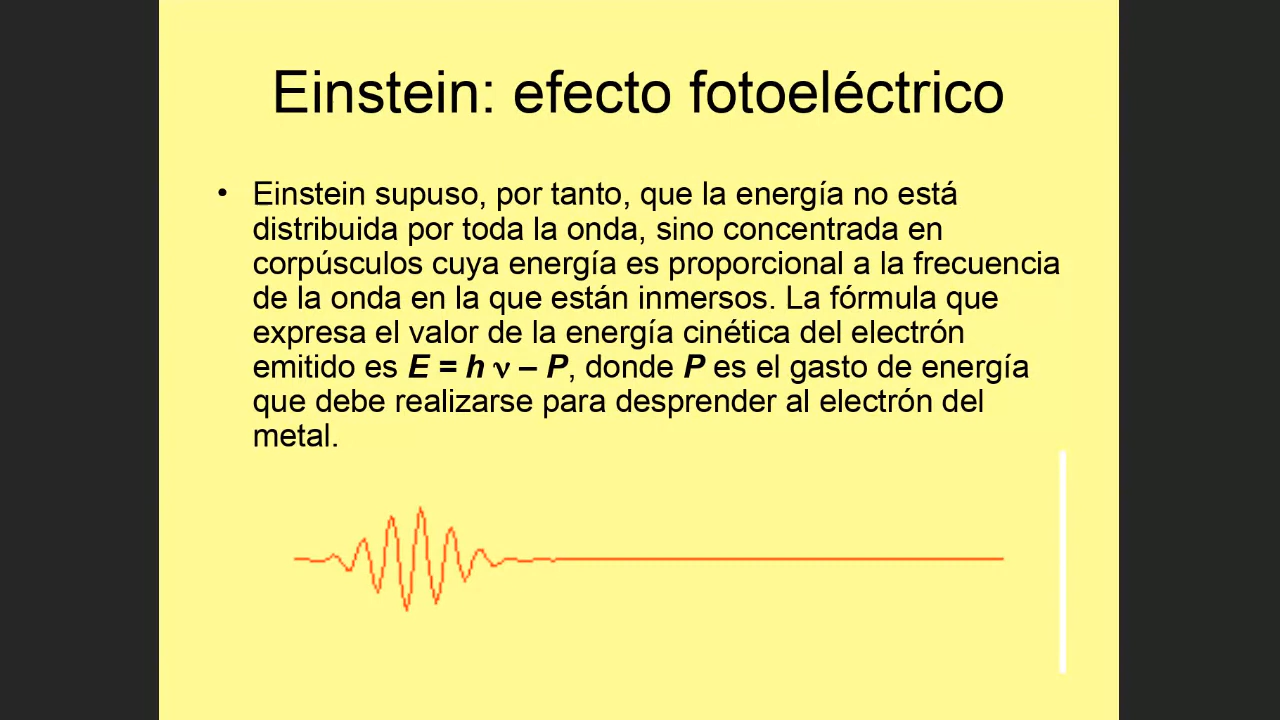 Einstein: efecto fotoeléctrico
• Einstein supuso, por tanto, que la energía no está
distribuida por toda la onda, sino concentrada en
corpúsculos cuya energía es proporcional a la frecuencia
de la onda en la que están inmersos. La fórmula que
expresa el valor de la energía cinética del electrón
emitido es E = h ν – P, donde P es el gasto de energía
que debe realizarse para desprender al electrón del
metal.